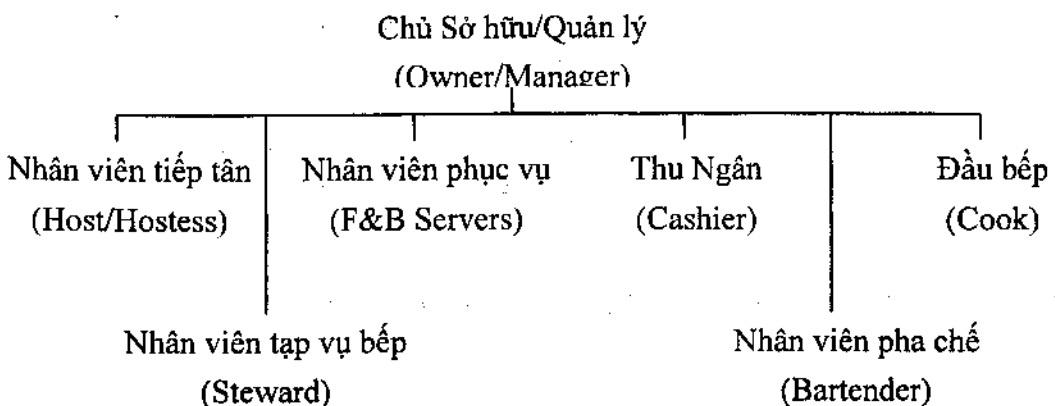 Chủ Sở hữu/Quản lý
(Owner/Manager)
Nhân viên tiếp tân
(Host/Hostess)
Nhân viên phục vụ
(F&B Servers)
Thu Ngân
(Cashier)
Đầu bếp
(Cook)
Nhân viên tạp vụ bếp
(Steward)
Nhân viên pha chế
(Bartender)